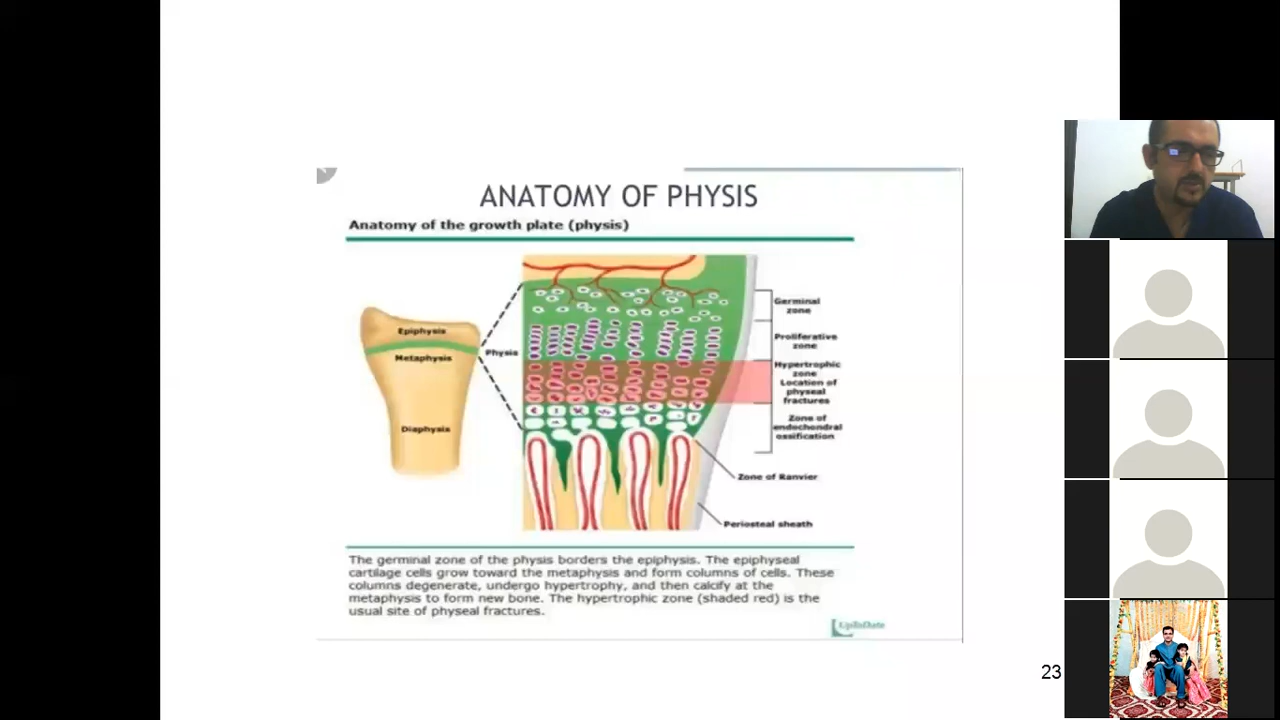 ANATOMY OF PHYSIS
Anatomy of the growth plate (physis)
Epiphysis
Metaphysis
Diaphysis
Physis
Germinal
zone
Proliferative
zone
Hypertrophic
zone
Location of
physeal
fractures
Zone of
endochondral
ossification
Zone of Ranvier
Periosteal sheath
The germinal zone of the physis borders the epiphysis. The epiphyseal
cartilage cells grow toward the metaphysis and form columns of cells. These
columns degenerate, undergo hypertrophy, and then calcify at the
metaphysis to form new bone. The hypertrophic zone (shaded red) is the
usual site of physeal fractures.
UpToDate
23